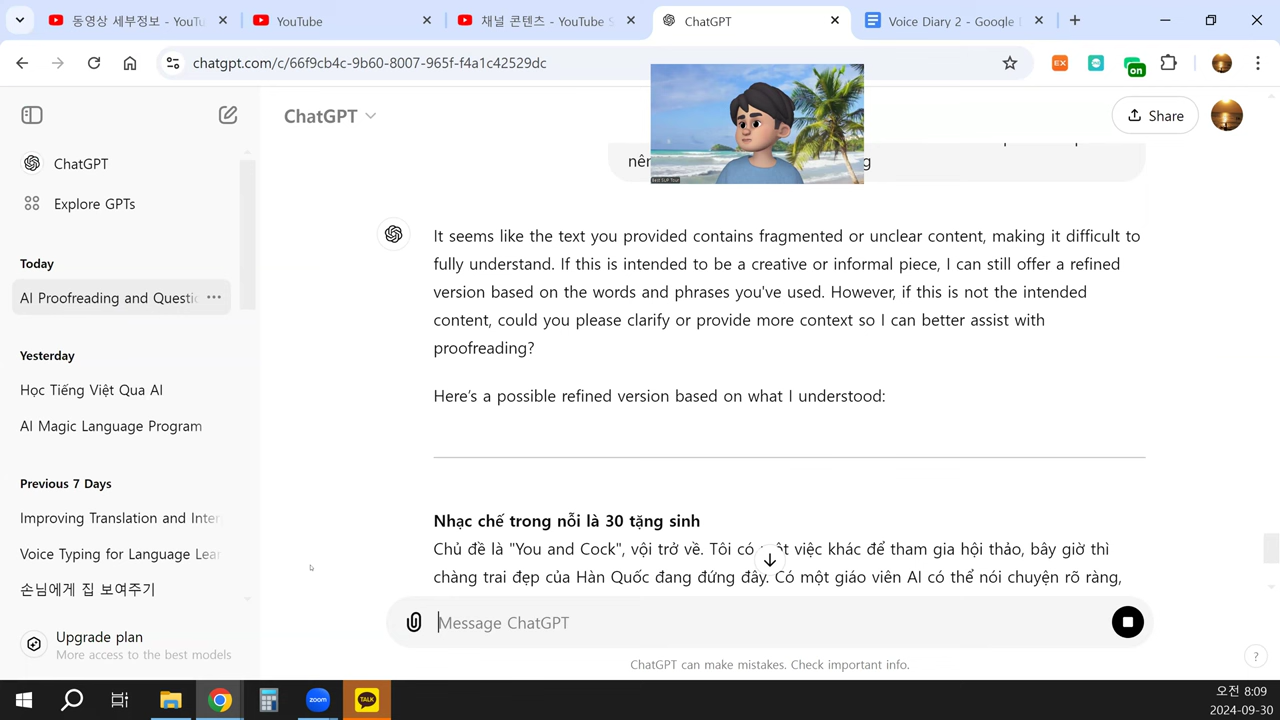 동영상 세부정보 - YouTu
YouTube
채널 콘텐츠 - YouTube S
ChatGPT
Voice Diary 2 - Google
chatgpt.com/c/66f9cb4c-9b60-8007-965f-f4a1c42529dc
EX
on
ChatGPT
Share
ChatGPT
Explore GPTs
Today
AI Proofreading and Questi
Yesterday
Học Tiếng Việt Qua AI
AI Magic Language Program
Previous 7 Days
Improving Translation and Inter
Voice Typing for Language Lear
손님에게 집 보여주기
Upgrade plan
More access to the best models
It seems like the text you provided contains fragmented or unclear content, making it difficult to
fully understand. If this is intended to be a creative or informal piece, I can still offer a refined
version based on the words and phrases you've used. However, if this is not the intended
content, could you please clarify or provide more context so I can better assist with
proofreading?
Here's a possible refined version based on what I understood:
Nhạc chế trong nỗi là 30 tặng sinh
Chủ đề là "You and Cock", vội trở về. Tôi có một việc khác để tham gia hội thảo, bây giờ thì
chàng trai đẹp của Hàn Quốc đang đứng đây. Có một giáo viên AI có thể nói chuyện rõ ràng,
Message ChatGPT
ChatGPT can make mistakes. Check important info.
?
zoom
TALK
오전 8:09
2024-09-30